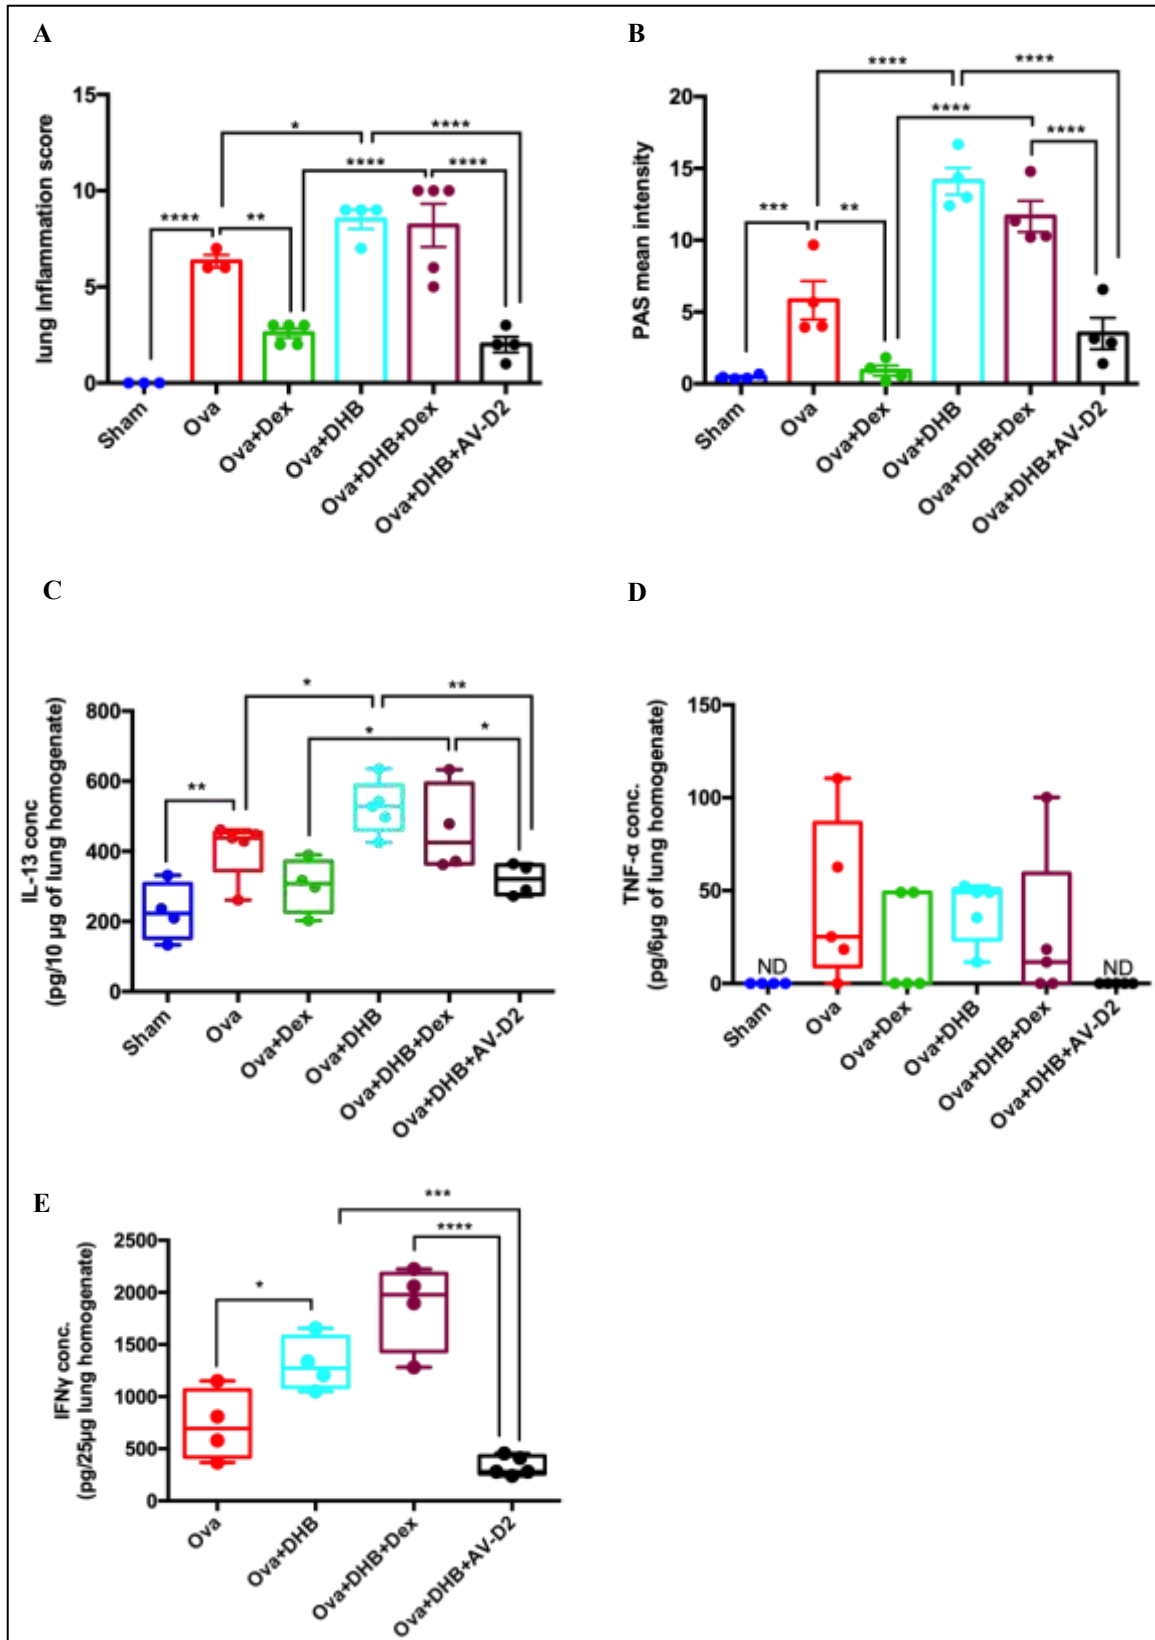 A
lung Inflammation score
15
10
5
0
*
****
****
****
****
**
Sham
Ova
Ova+Dex
Ova+DHB
Ova+DHB+Dex
Ova+DHB+AV-D2
B
PAS mean intensity
20
15
10
5
0
****
****
****
****
***
**
Sham
Ova
Ova+Dex
Ova+DHB
Ova+DHB+Dex
Ova+DHB+AV-D2
C
IL-13 conc
(pg/10 µg of lung homogenate)
800
600
400
200
0
*
**
*
*
**
Sham
Ova
Ova+Dex
Ova+DHB
Ova+DHB+Dex
Ova+DHB+AV-D2
D
TNF-α conc.
(pg/6µg of lung homogenate)
150
100
50
0
ND
ND
Sham
Ova
Ova+Dex
Ova+DHB
Ova+DHB+Dex
Ova+DHB+AV-D2
E
IFNγ conc.
(pg/25µg lung homogenate)
2500
2000
1500
1000
500
0
***
****
*
Ova
Ova+DHB
Ova+DHB+Dex
Ova+DHB+AV-D2